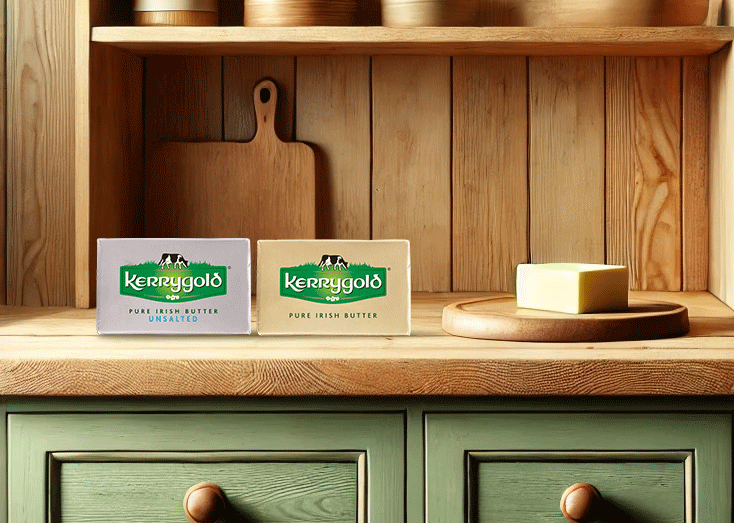 Kerrygold®
PURE IRISH BUTTER
UNSALTED
Kerrygold®
PURE IRISH BUTTER